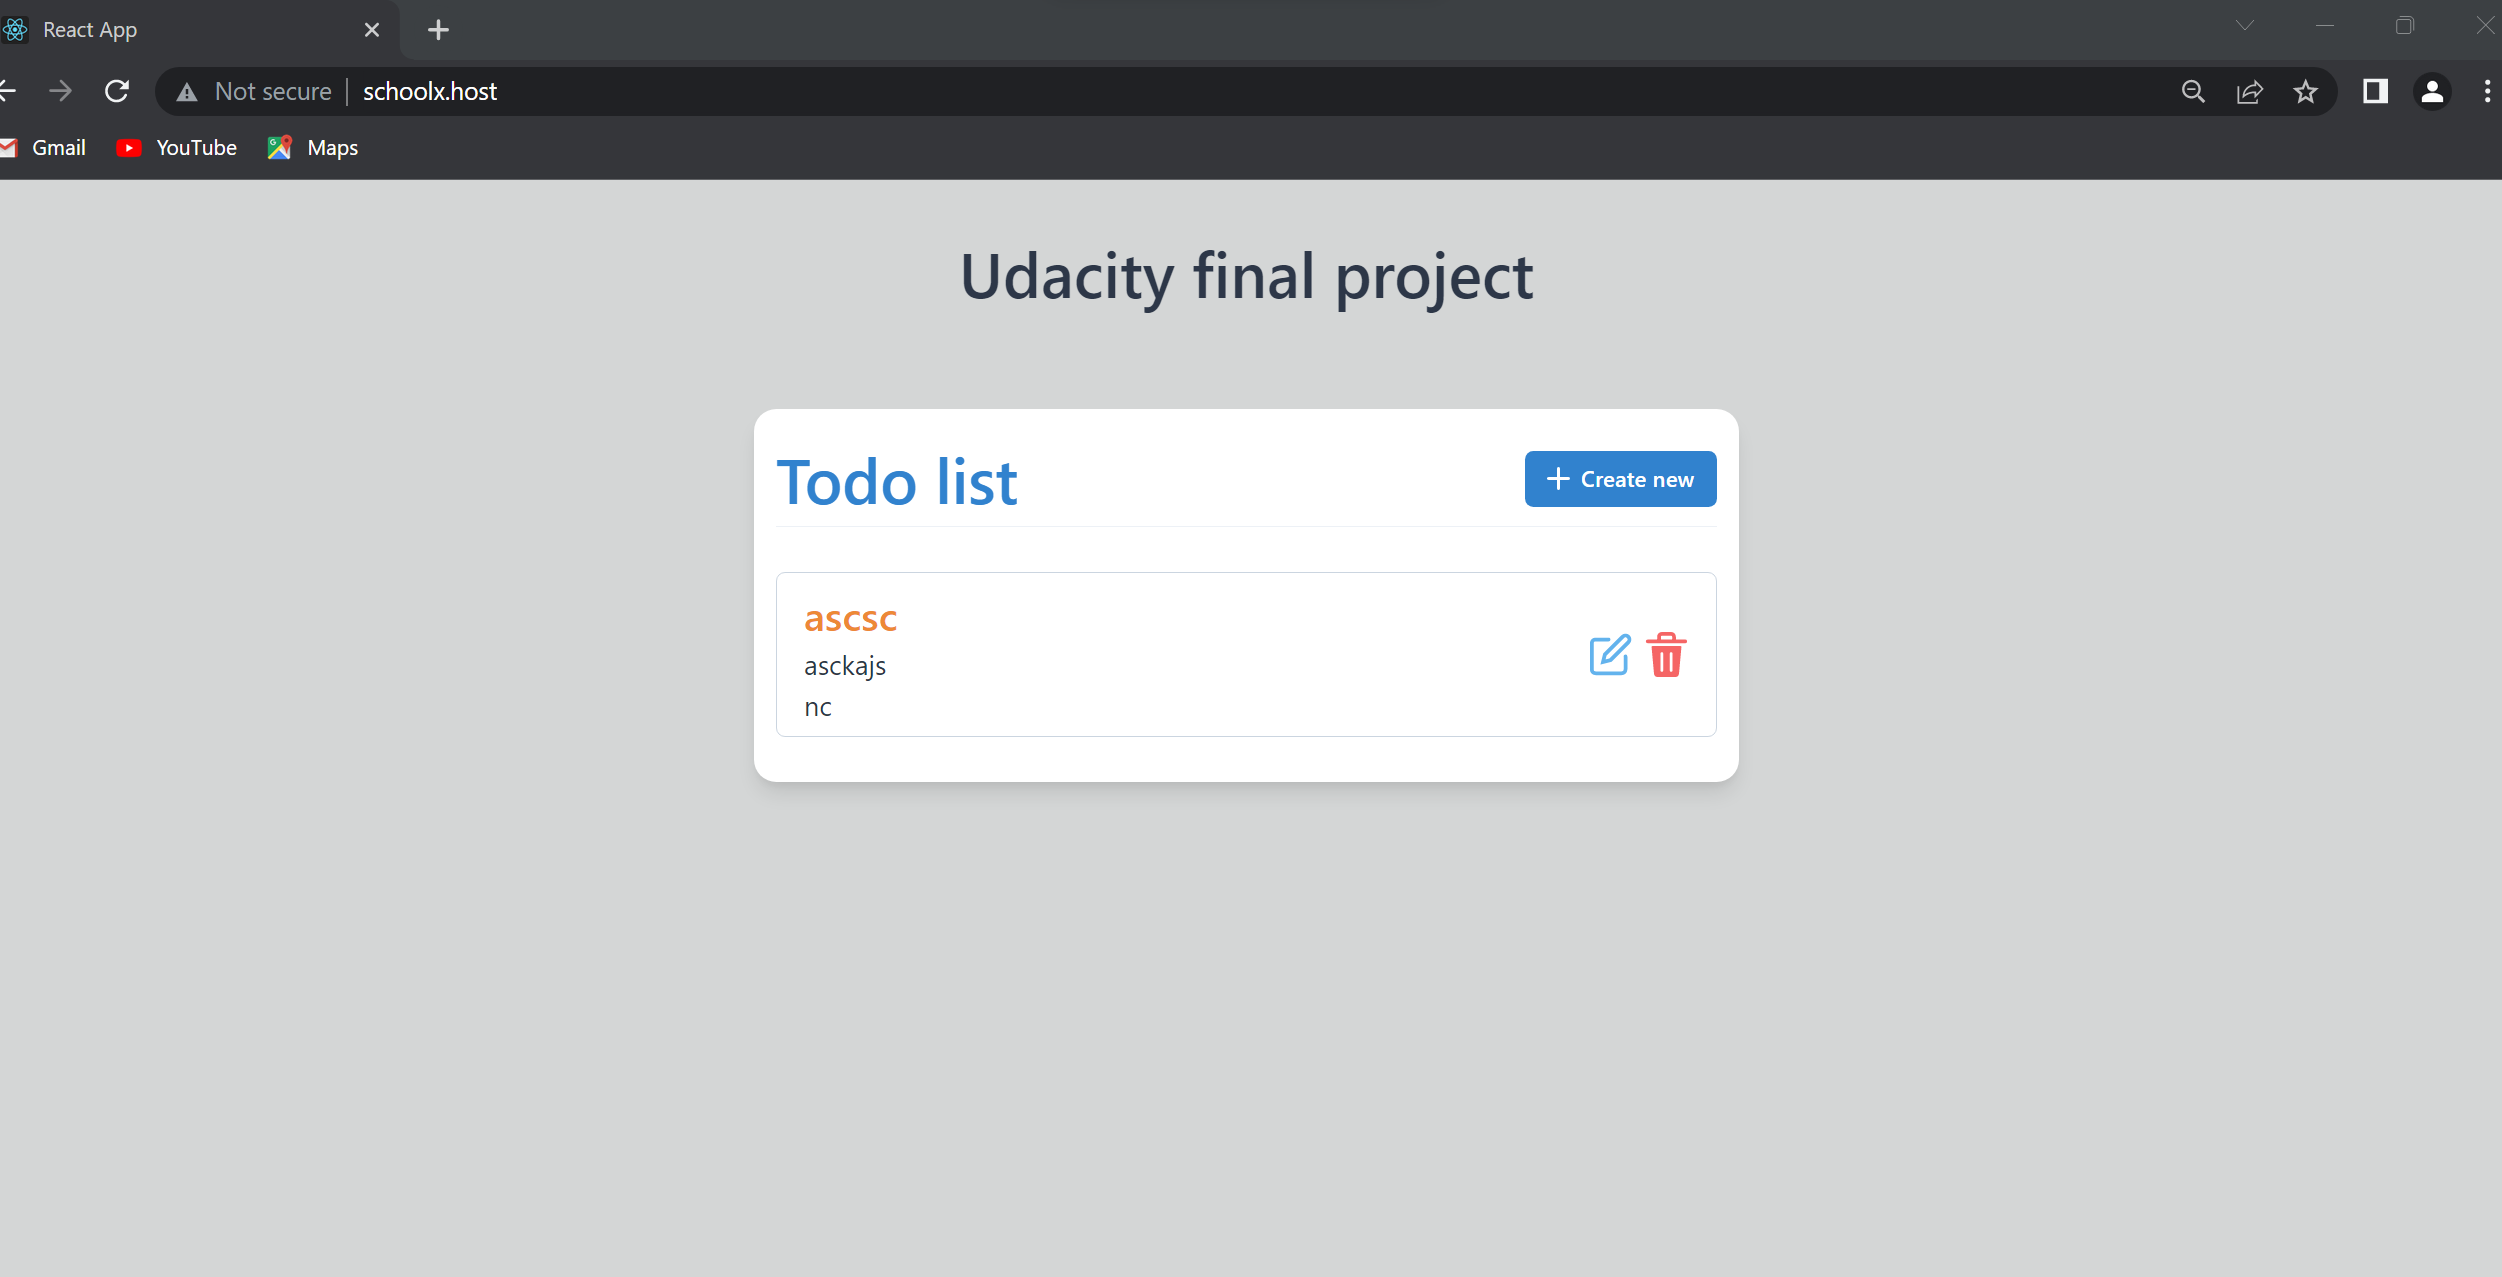 React App
Not secure schoolx.host
Gmail YouTube Maps
Udacity final project
Todo list
Create new
ascsc
asckajs
nc